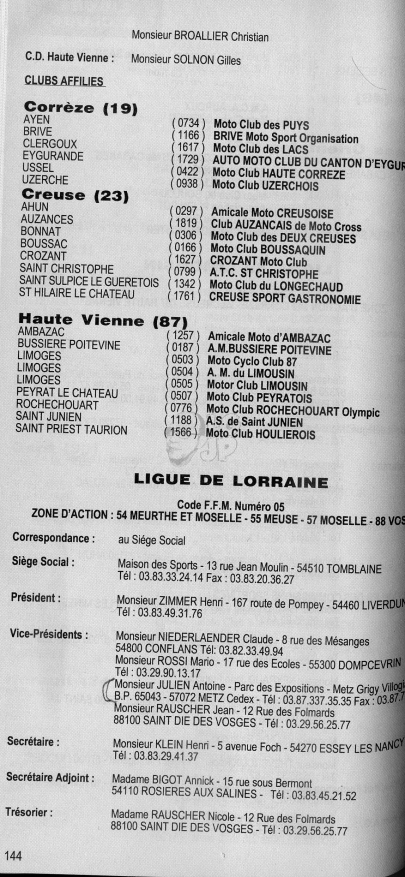 Monsieur BROALLIER Christian
C.D. Haute Vienne : Monsieur SOLNON Gilles
CLUBS AFFILIES
Corrèze (19)
AYEN (0734) Moto Club des PUYS
BRIVE (1166) BRIVE Moto Sport Organisation
CLERGOUX (1617) Moto Club des LACS
EYGURANDE (1729) AUTO MOTO CLUB DU CANTON D'EYGUR
USSEL (0422) Moto Club HAUTE CORREZE
UZERCHE (0938) Moto Club UZERCHOIS
Creuse (23)
AHUN (0297) Amicale Moto CREUSOISE
AUZANCES (1819) Club AUZANCAIS de Moto Cross
BONNAT (0306) Moto Club des DEUX CREUSES
BOUSSAC (0166) Moto Club BOUSSAQUIN
CROZANT (1627) CROZANT Moto Club
SAINT CHRISTOPHE (0799) A.T.C. ST CHRISTOPHE
SAINT SULPICE LE GUERETOIS (1342) Moto Club du LONGECHAUD
ST HILAIRE LE CHATEAU (1761) CREUSE SPORT GASTRONOMIE
Haute Vienne (87)
AMBAZAC (1257) Amicale Moto d'AMBAZAC
BUSSIERE POITEVINE (0187) A.M.BUSSIERE POITEVINE
LIMOGES (0503) Moto Cyclo Club 87
LIMOGES (0504) A. M. du LIMOUSIN
LIMOGES (0505) Motor Club LIMOUSIN
PEYRAT LE CHATEAU (0507) Moto Club PEYRATOIS
ROCHECHOUART (0776) Moto Club ROCHECHOUART Olympic
SAINT JUNIEN (1188) A.S. de Saint JUNIEN
SAINT PRIEST TAURION (1566) Moto Club HOULIEROIS
LIGUE DE LORRAINE
Code F.F.M. Numéro 05
ZONE D'ACTION : 54 MEURTHE ET MOSELLE - 55 MEUSE - 57 MOSELLE - 88 VOS
Correspondance : au Siége Social
Siège Social : Maison des Sports - 13 rue Jean Moulin - 54510 TOMBLAINE
Tél : 03.83.33.24.14 Fax : 03.83.20.36.27
Président : Monsieur ZIMMER Henri - 167 route de Pompey - 54460 LIVERDUN
Tél : 03.83.49.31.76
Vice-Présidents : Monsieur NIEDERLAENDER Claude - 8 rue des Mésanges
54800 CONFLANS Tél: 03.82.33.49.94
Monsieur ROSSI Mario - 17 rue des Ecoles - 55300 DOMPCEVRIN
Tél : 03.29.90.13.17
Monsieur JULIEN Antoine - Parc des Expositions - Metz Grigy
B.P. 65043 - 57072 METZ Cedex - Tél : 03.87.337.35.35 Fax : 03.87.
Monsieur RAUSCHER Jean - 12 Rue des Folmards
88100 SAINT DIE DES VOSGES - Tél : 03.29.56.25.77
Secrétaire : Monsieur KLEIN Henri - 5 avenue Foch - 54270 ESSEY LES NANCY
Tél : 03.83.29.41.37
Secrétaire Adjoint : Madame BIGOT Annick - 15 rue sous Bermont
54110 ROSIERES AUX SALINES - Tél : 03.83.45.21.52
Trésorier : Madame RAUSCHER Nicole - 12 Rue des Folmards
88100 SAINT DIE DES VOSGES - Tél : 03.29.56.25.77
144